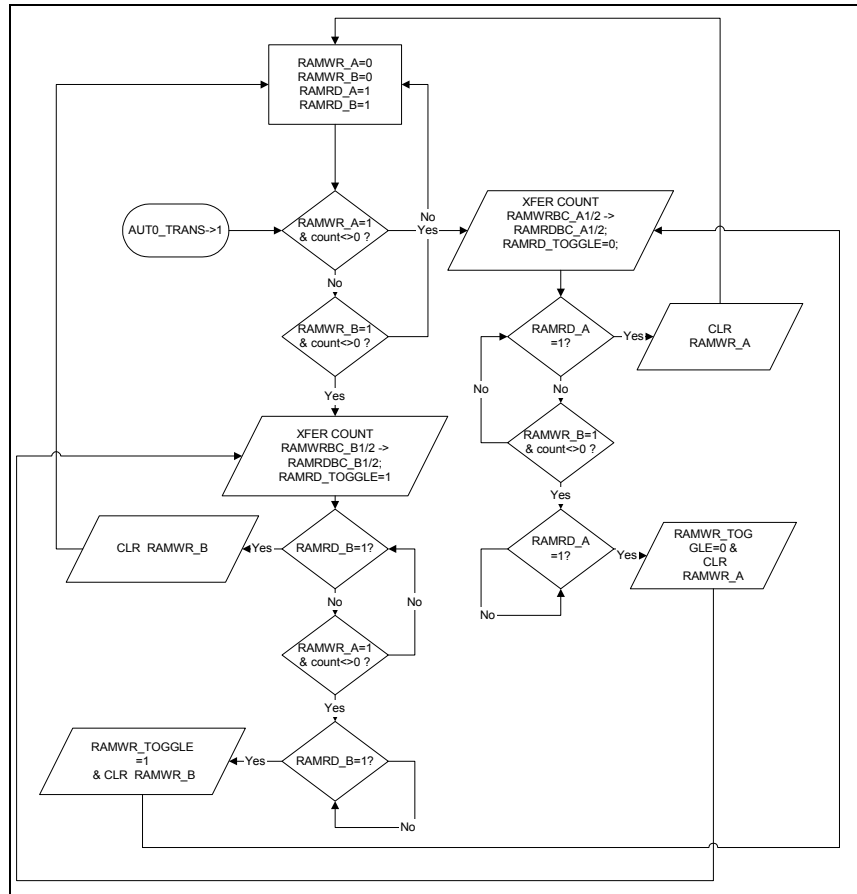 RAMWR_A=0
RAMWR_B=0
RAMRD_A=1
RAMRD_B=1
AUT0_TRANS->1
RAMWR_A=1
& count<>0 ?
No
Yes
XFER COUNT
RAMWRBC_A1/2 ->
RAMRDBC_A1/2;
RAMRD_TOGGLE=0;
No
RAMWR_B=1
& count<>0 ?
RAMRD_A
=1?
Yes
CLR
RAMWR_A
No
No
Yes
XFER COUNT
RAMWRBC_B1/2 ->
RAMRDBC_B1/2;
RAMRD_TOGGLE=1
RAMWR_B=1
& count<>0 ?
Yes
CLR RAMWR_B
Yes
RAMRD_B=1?
RAMRD_A
=1?
Yes
RAMWR_TOG
GLE=0 &
CLR
RAMWR_A
No
No
No
RAMWR_A=1
& count<>0 ?
Yes
RAMWR_TOGGLE
=1
& CLR RAMWR_B
Yes
RAMRD_B=1?
No